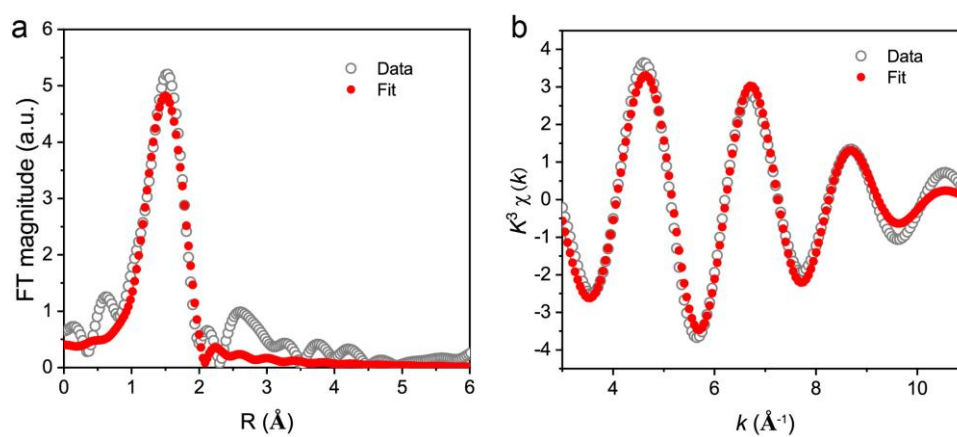 a
6
5
4
3
2
1
0
FT magnitude (a.u.)
Data
Fit
0 1 2 3 4 5 6
R (Å)
b
4
3
2
1
0
-1
-2
-3
-4
K³ χ(k)
Data
Fit
4 6 8 10
k (Å⁻¹)